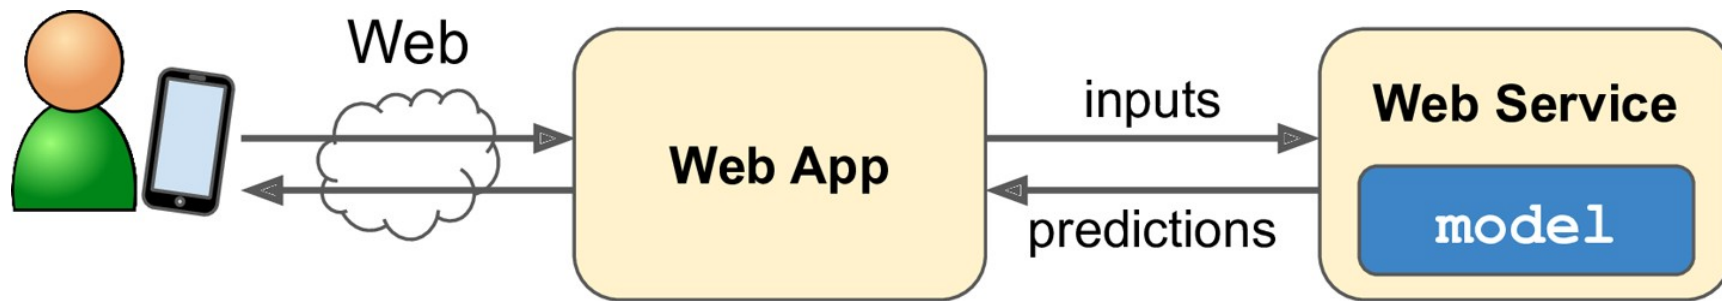 Web
Web App
inputs
predictions
Web Service
model